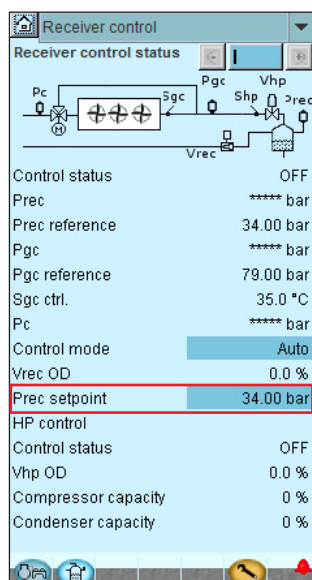 Receiver control
Receiver control status
Pc
Sgc
Pgc
Shp
Vhp
Prec
M
Vrec
Control status OFF
Prec ***** bar
Prec reference 34.00 bar
Pgc ***** bar
Pgc reference 79.00 bar
Sgc ctrl. 35.0 °C
Pc ***** bar
Control mode Auto
Vrec OD 0.0 %
Prec setpoint 34.00 bar
HP control
Control status OFF
Vhp OD 0.0 %
Compressor capacity 0 %
Condenser capacity 0 %